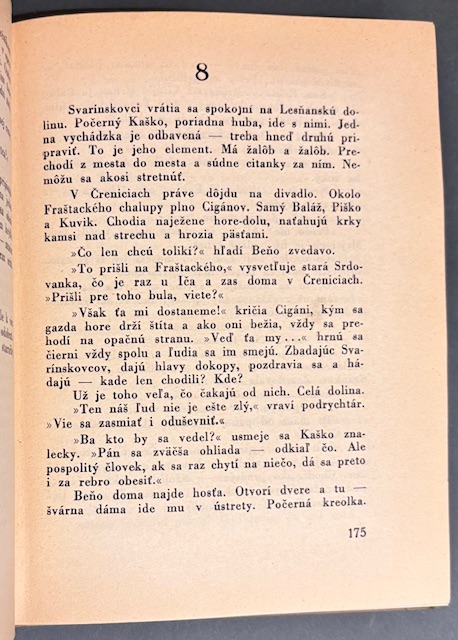 8
Svarínskovci vrátia sa spokojní na Lesňanskú do-
linu. Počerný Kaško, poriadna huba, ide s nimi. Jed-
na vychádzka je odbavená — treba hneď druhú pri-
praviť. To je jeho element. Má žalôb a žalôb. Pre-
chodí z mesta do mesta a súdne citanky za ním. Ne-
môžu sa akosi stretnúť.
V Čreniciach práve dôjdu na divadlo. Okolo
Fraštackého chalupy plno Cigánov. Samý Baláž, Piško
a Kuvik. Chodia naježene hore-dolu, naťahujú krky
kamsi nad strechu a hrozia päsťami.
»Čo len chcú tolikí?« hľadí Beňo zvedavo.
»To prišli na Fraštackého,« vysvetľuje stará Srdo-
vanka, čo je raz u Iča a zas doma v Čreniciach.
»Prišli pre toho bula, viete?«
»Však ťa mi dostaneme!« kričia Cigáni, kým sa
gazda hore drží štíta a ako oni bežia, vždy sa pre-
hodí na opačnú stranu. »Veď ťa my...« hrnú sa
čierni vždy spolu a ľudia sa im smejú. Zbadajúc Sva-
rínskovcov, dajú hlavy dokopy, pozdravia sa a há-
dajú — kade len chodili? Kde?
Už je toho veľa, čo čakajú od nich. Celá dolina.
»Ten náš ľud nie je ešte zlý,« vraví podrychtár.
»Vie sa zasmiať i oduševniť.«
»Ba kto by sa vedel?« usmeje sa Kaško zna-
lecky. »Pán sa zväčša ohliada — odkiaľ čo. Ale
pospolitý človek, ak sa raz chytí na niečo, dá sa preto
i za rebro obesiť.«
Beňo doma najde hosťa. Otvorí dvere a tu —
švárna dáma ide mu v ústrety. Počerná kreolka.
175